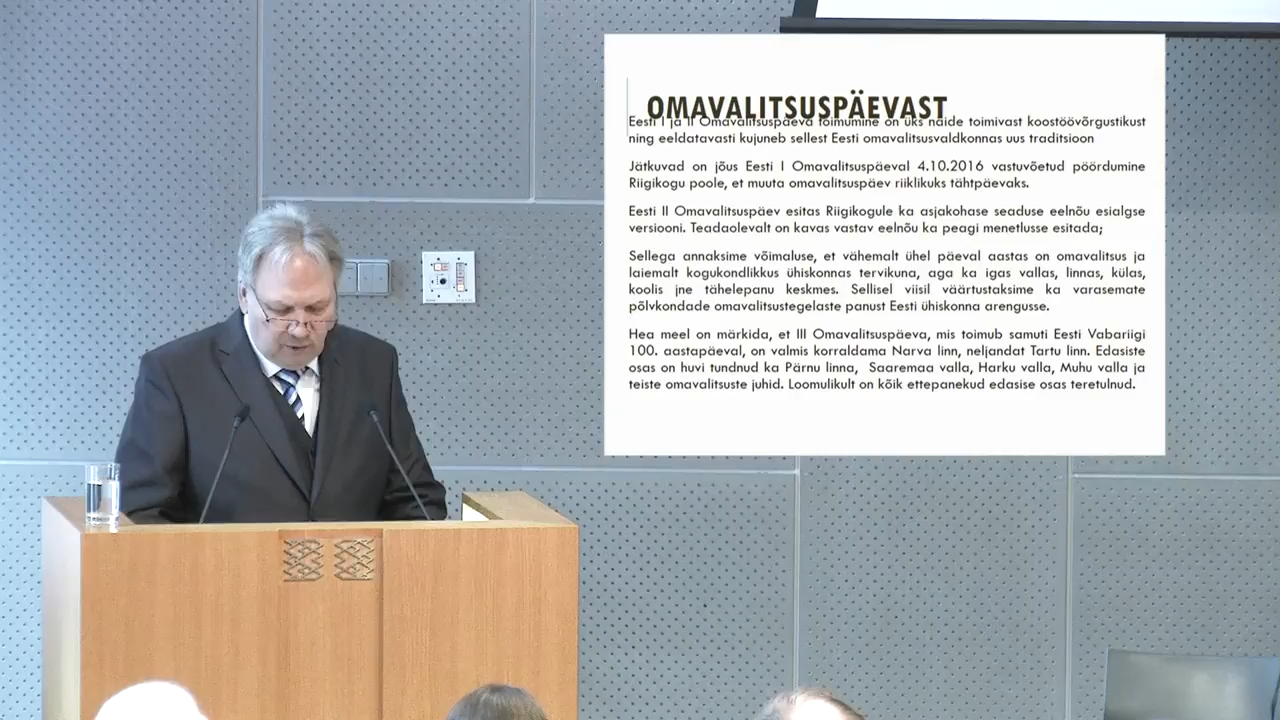 OMAVALITSUSPÄEVAST
Eesti I ja II Omavalitsuspäeva toimumine on üks näide toimivast koostöövõrgustikust
ning eeldatavasti kujuneb sellest Eesti omavalitsusvaldkonnas uus traditsioon
Jätkuvad on jõus Eesti I Omavalitsuspäeval 4.10.2016 vastuvõetud pöördumine
Riigikogu poole, et muuta omavalitsuspäev riiklikuks tähtpäevaks.
Eesti II Omavalitsuspäev esitas Riigikogule ka asjakohase seaduse eelnõu esialgse
versiooni. Teadaolevalt on kavas vastav eelnõu ka peagi menetlusse esitada;
Sellega annaksime võimaluse, et vähemalt ühel päeval aastas on omavalitsus ja
laiemalt kogukondlikkus ühiskonnas tervikuna, aga ka igas vallas, linnas, külas,
koolis jne tähelepanu keskmes. Sellisel viisil väärtustaksime ka varasemate
põlvkondade omavalitsustegelaste panust Eesti ühiskonna arengusse.
Hea meel on märkida, et III Omavalitsuspäeva, mis toimub samuti Eesti Vabariigi
100. aastapäeval, on valmis korraldama Narva linn, neljandat Tartu linn. Edasiste
osas on huvi tundnud ka Pärnu linna, Saaremaa valla, Harku valla, Muhu valla ja
teiste omavalitsuste juhid. Loomulikult on kõik ettepanekud edasise osas teretulnud.